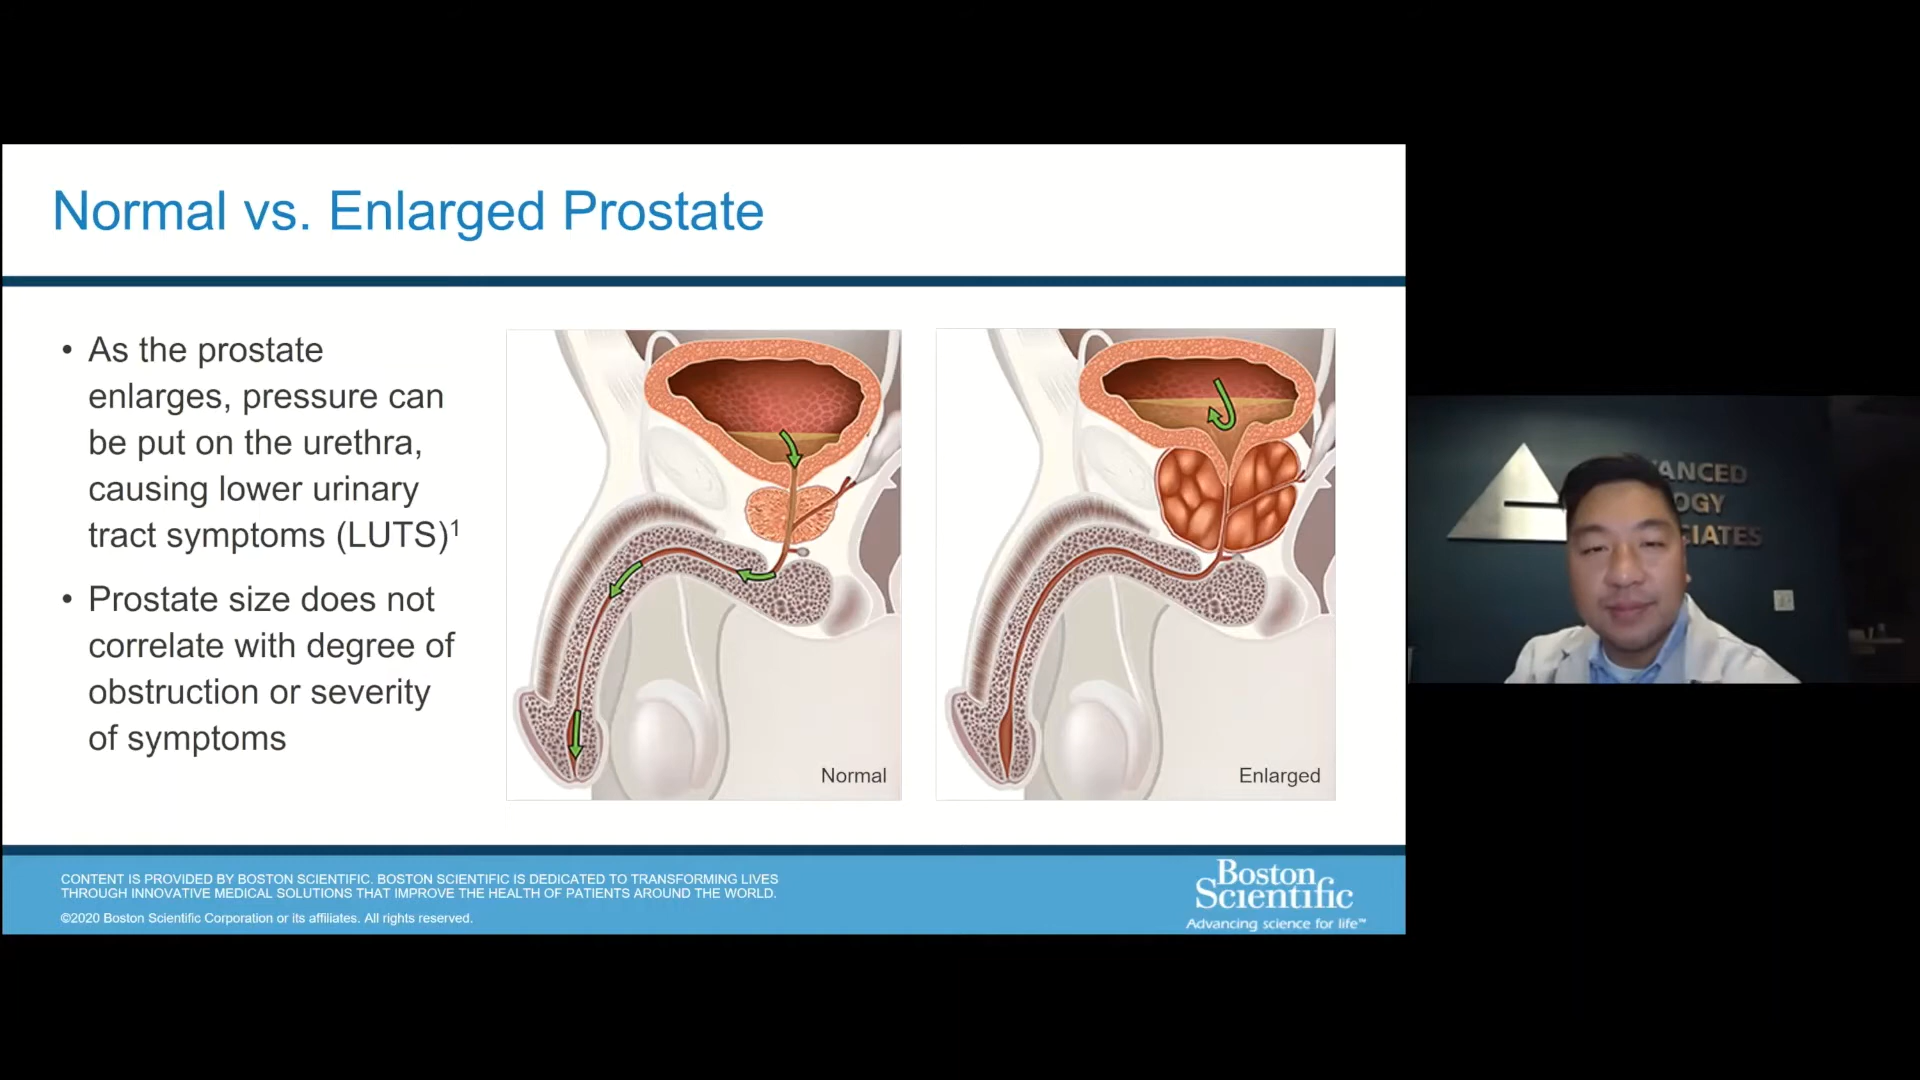 Normal vs. Enlarged Prostate
• As the prostate
enlarges, pressure can
be put on the urethra,
causing lower urinary
tract symptoms (LUTS)1
• Prostate size does not
correlate with degree of
obstruction or severity
of symptoms
Normal
Enlarged
CONTENT IS PROVIDED BY BOSTON SCIENTIFIC. BOSTON SCIENTIFIC IS DEDICATED TO TRANSFORMING LIVES
THROUGH INNOVATIVE MEDICAL SOLUTIONS THAT IMPROVE THE HEALTH OF PATIENTS AROUND THE WORLD.
©2020 Boston Scientific Corporation or its affiliates. All rights reserved.
Boston
Scientific
Advancing science for life™